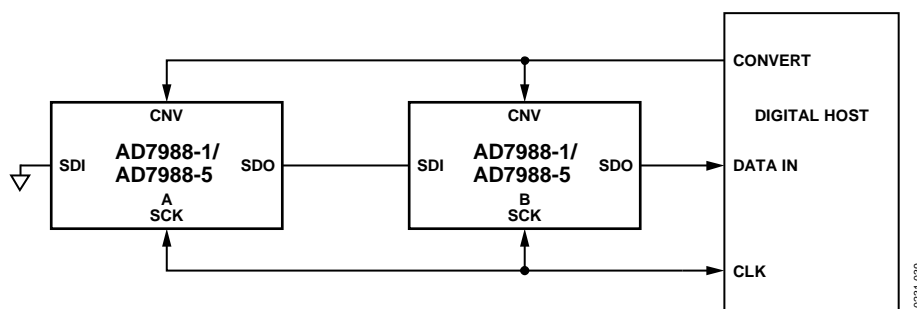 CONVERT
CNV
CNV
DIGITAL HOST
AD7988-1/
AD7988-5
SDI
SDO
A
SCK
AD7988-1/
AD7988-5
SDI
SDO
B
SCK
DATA IN
CLK